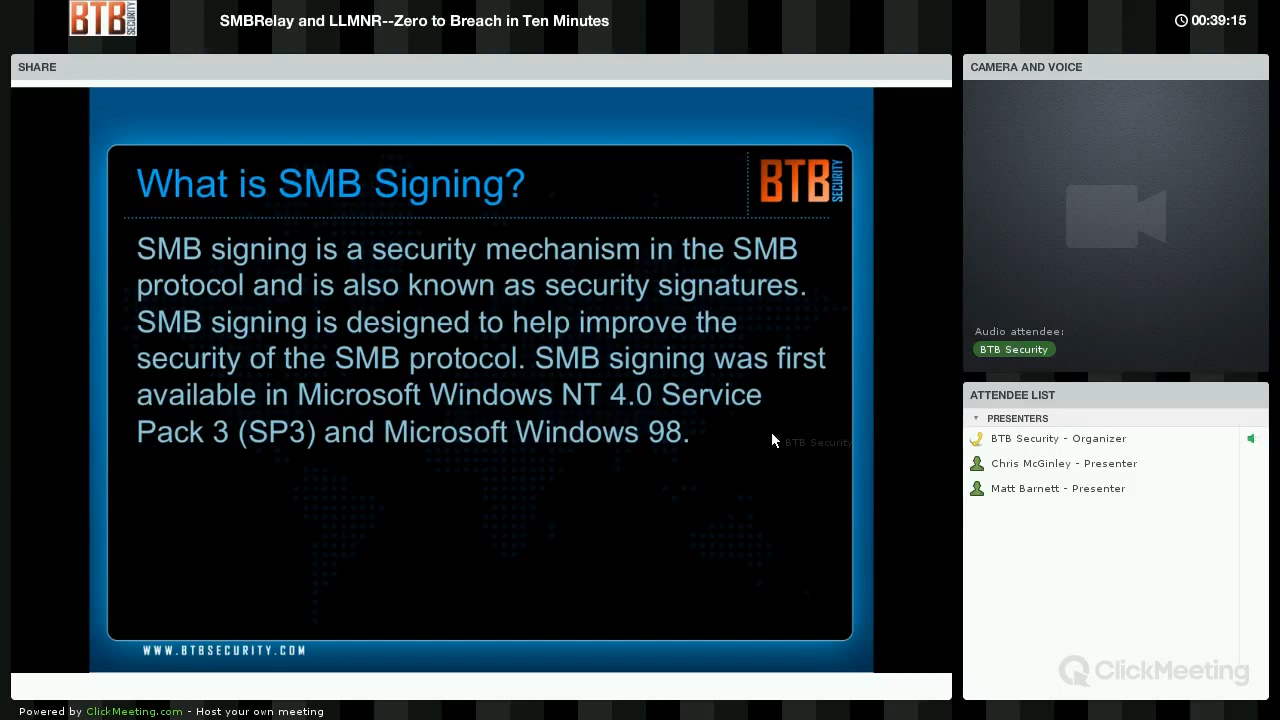 BTB SECURITY
SMBRelay and LLMNR--Zero to Breach in Ten Minutes
00:39:15
SHARE
What is SMB Signing?
BTB SECURITY
SMB signing is a security mechanism in the SMB
protocol and is also known as security signatures.
SMB signing is designed to help improve the
security of the SMB protocol. SMB signing was first
available in Microsoft Windows NT 4.0 Service
Pack 3 (SP3) and Microsoft Windows 98.
BTB Security
WWW.BTBSECURITY.COM
CAMERA AND VOICE
Audio attendee:
BTB Security
ATTENDEE LIST
PRESENTERS
BTB Security - Organizer
Chris McGinley - Presenter
Matt Barnett - Presenter
ClickMeeting
Powered by ClickMeeting.com - Host your own meeting